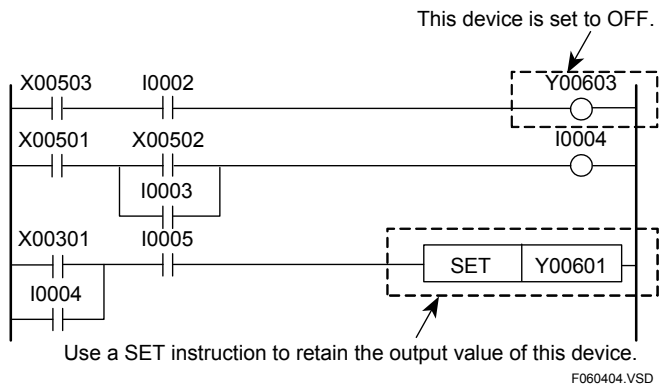 This device is set to OFF.
X00503 I0002 Y00603
X00501 X00502 I0004
I0003
X00301 I0005
SET Y00601
I0004
Use a SET instruction to retain the output value of this device.
F060404.VSD